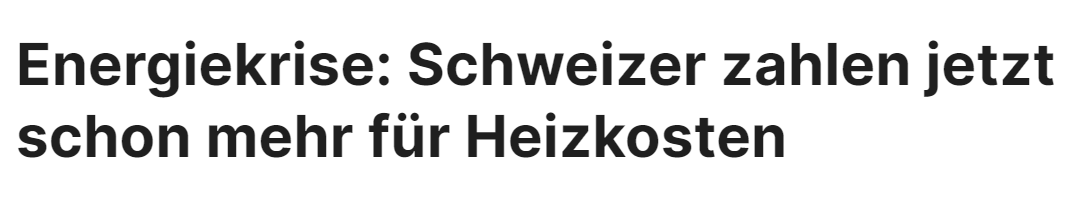 Energiekrise: Schweizer zahlen jetzt
schon mehr für Heizkosten